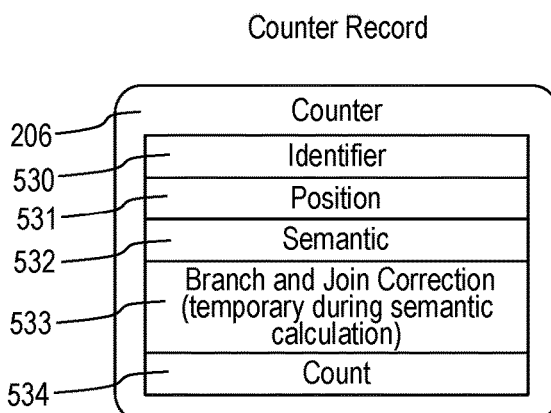 Counter Record
Counter
206
Identifier
530
Position
531
Semantic
532
Branch and Join Correction
(temporary during semantic
calculation)
533
Count
534